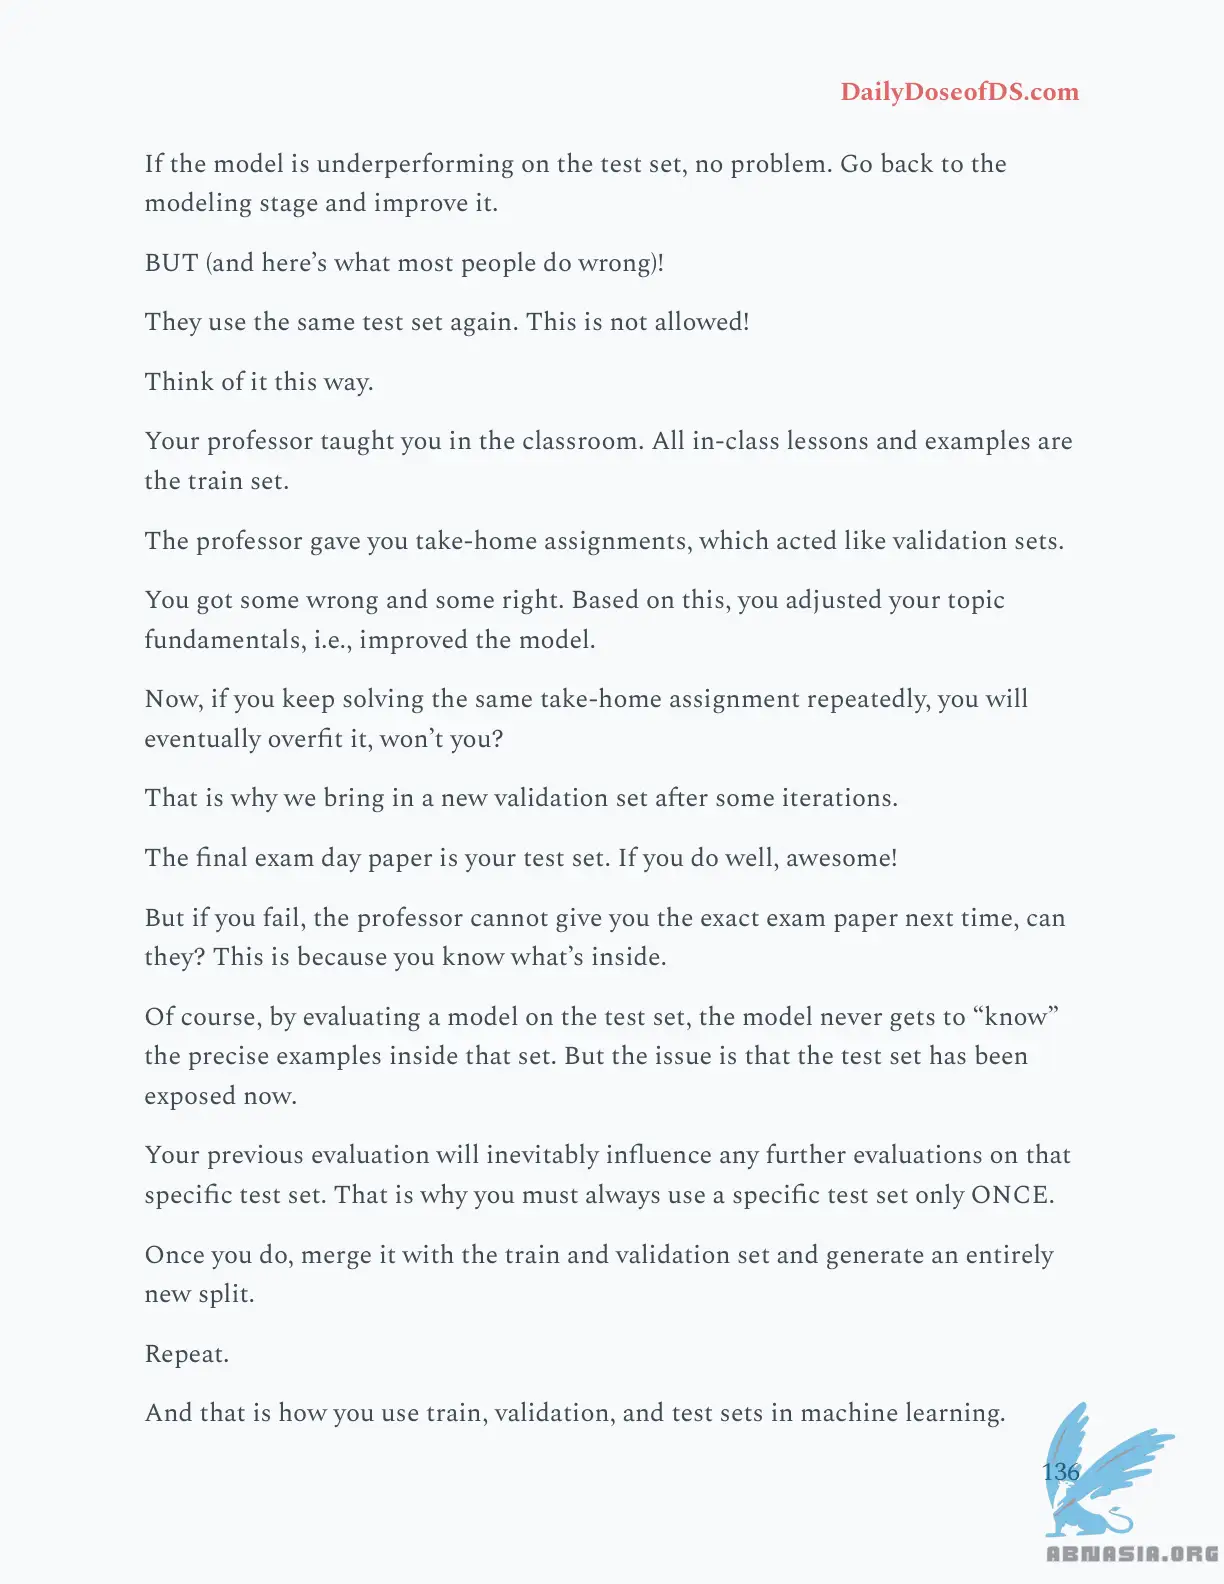 DailyDoseofDS.com
If the model is underperforming on the test set, no problem. Go back to the
modeling stage and improve it.
BUT (and here’s what most people do wrong)!
They use the same test set again. This is not allowed!
Think of it this way.
Your professor taught you in the classroom. All in-class lessons and examples are
the train set.
The professor gave you take-home assignments, which acted like validation sets.
You got some wrong and some right. Based on this, you adjusted your topic
fundamentals, i.e., improved the model.
Now, if you keep solving the same take-home assignment repeatedly, you will
eventually overfit it, won’t you?
That is why we bring in a new validation set after some iterations.
The final exam day paper is your test set. If you do well, awesome!
But if you fail, the professor cannot give you the exact exam paper next time, can
they? This is because you know what’s inside.
Of course, by evaluating a model on the test set, the model never gets to “know”
the precise examples inside that set. But the issue is that the test set has been
exposed now.
Your previous evaluation will inevitably influence any further evaluations on that
specific test set. That is why you must always use a specific test set only ONCE.
Once you do, merge it with the train and validation set and generate an entirely
new split.
Repeat.
And that is how you use train, validation, and test sets in machine learning.
136
ABNASIA.ORG